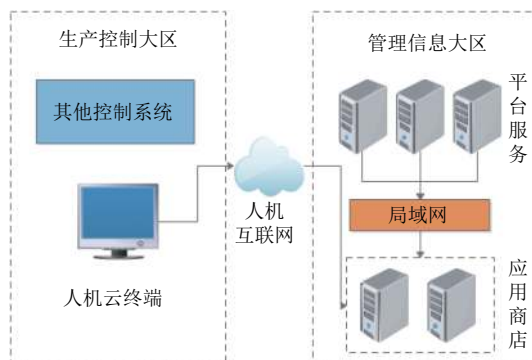 生产控制大区
其他控制系统
人机云终端
人机
互联网
管理信息大区
平台服务
局域网
应用商店